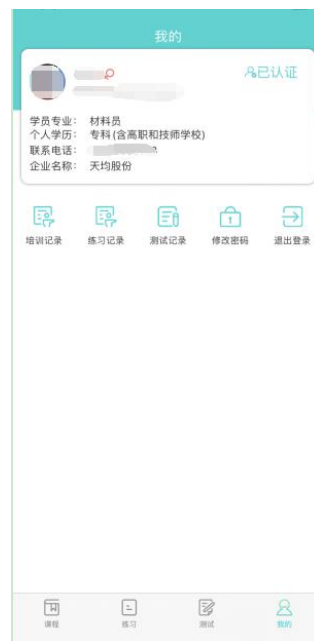 我的
已认证
学员专业： 材料员
个人学历： 专科(含高职和技师学校)
联系电话：
企业名称： 天均股份
培训记录 练习记录 测试记录 修改密码 退出登录
课程 练习 测试 我的